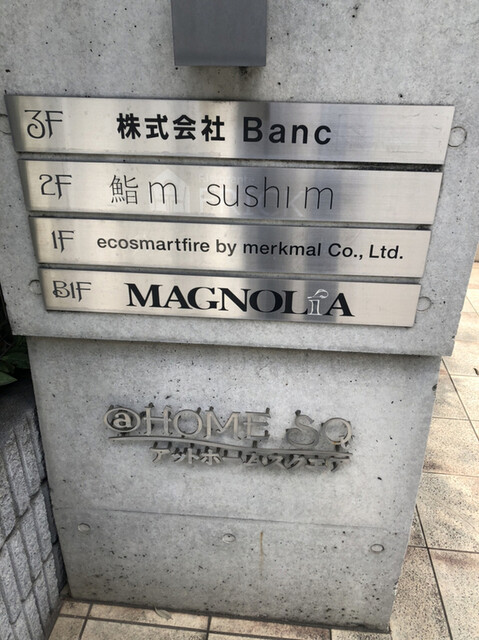 3F 株式会社 Banc
2F 鮨m sushi m
1F ecosmartfire by merkmal Co., Ltd.
B1F MAGNOLiA
@HOME SQ
アットホーム・スクエア